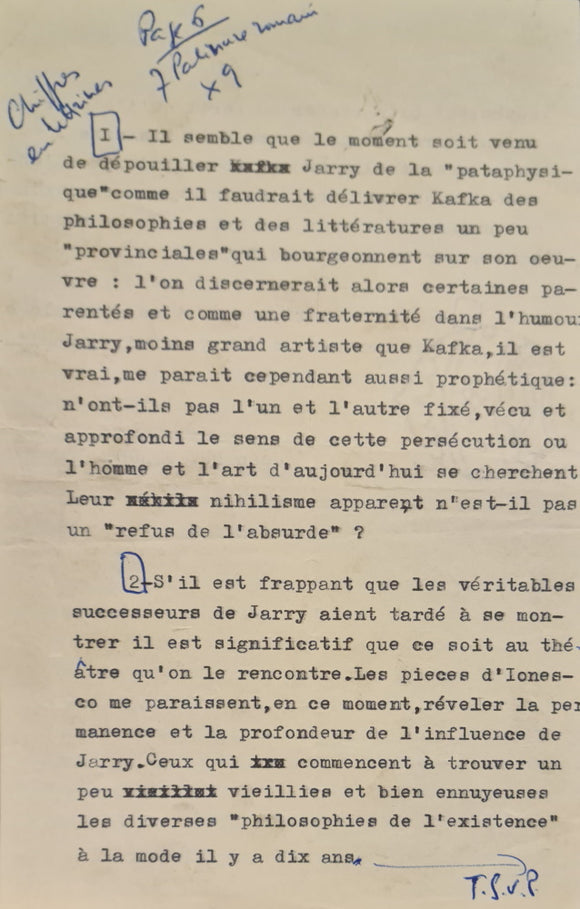 Page 6
7 Palinure romain
x 9
Chiffres
en
I - Il semble que le moment soit venu
de dépouiller kafka Jarry de la "pataphysi-
que"comme il faudrait délivrer Kafka des
philosophies et des littératures un peu
"provinciales"qui bourgeonnent sur son oeu-
vre : l'on discernerait alors certaines pa-
rentés et comme une fraternité dans l'humou
Jarry,moins grand artiste que Kafka,il est
vrai,me parait cependant aussi prophétique:
n'ont-ils pas l'un et l'autre fixé,vécu et
approfondi le sens de cette persécution ou
l'homme et l'art d'aujourd'hui se cherchent
Leur nihilisme apparent n'est-il pas
un "refus de l'absurde" ?
2-S'il est frappant que les véritables
successeurs de Jarry aient tardé à se mon-
trer il est significatif que ce soit au thé-
âtre qu'on le rencontre.Les pieces d'Iones-
co me paraissent,en ce moment,réveler la per
manence et la profondeur de l'influence de
Jarry.Ceux qui commencent à trouver un
peu vieillies et bien ennuyeuses
les diverses "philosophies de l'existence"
à la mode il y a dix ans.
T.S.V.P.